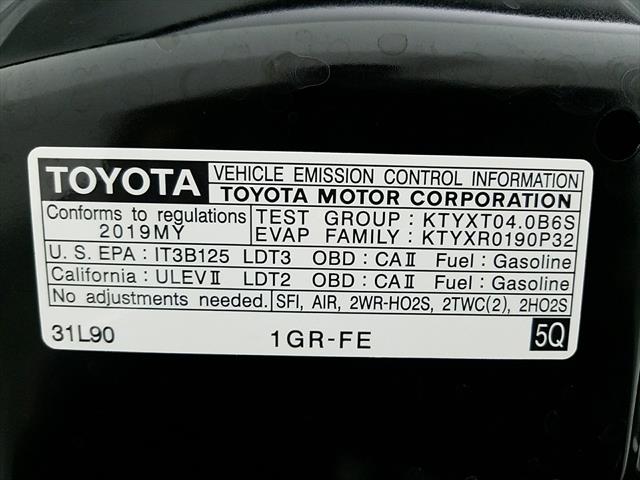 TOYOTA VEHICLE EMISSION CONTROL INFORMATION
TOYOTA MOTOR CORPORATION
Conforms to regulations TEST GROUP : KTYXT04.0B6S
2019MY EVAP FAMILY : KTYXR0190P32
U. S. EPA : IT3B125 LDT3 OBD : CAⅡ Fuel : Gasoline
California : ULEVⅡ LDT2 OBD : CAⅡ Fuel : Gasoline
No adjustments needed. SFI, AIR, 2WR-HO2S, 2TWC(2), 2HO2S
31L90 1GR-FE 5Q